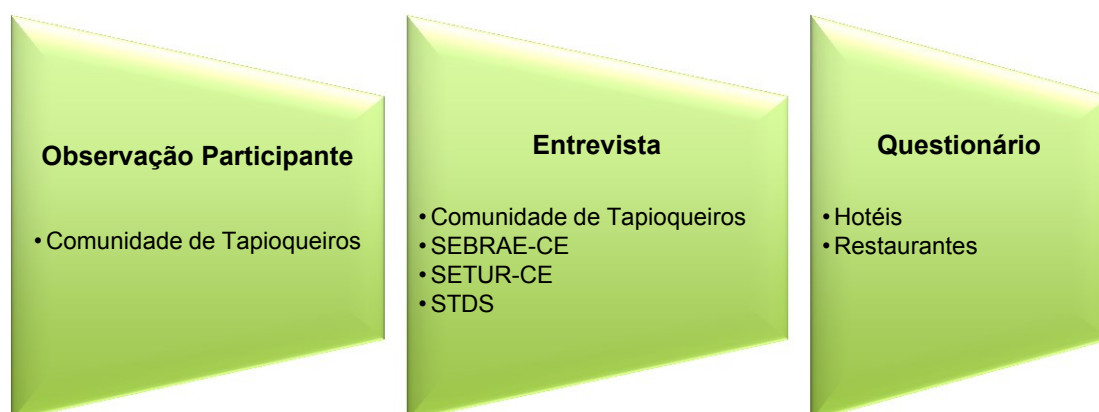 Observação Participante
• Comunidade de Tapioqueiros
Entrevista
• Comunidade de Tapioqueiros
• SEBRAE-CE
• SETUR-CE
• STDS
Questionário
• Hotéis
• Restaurantes